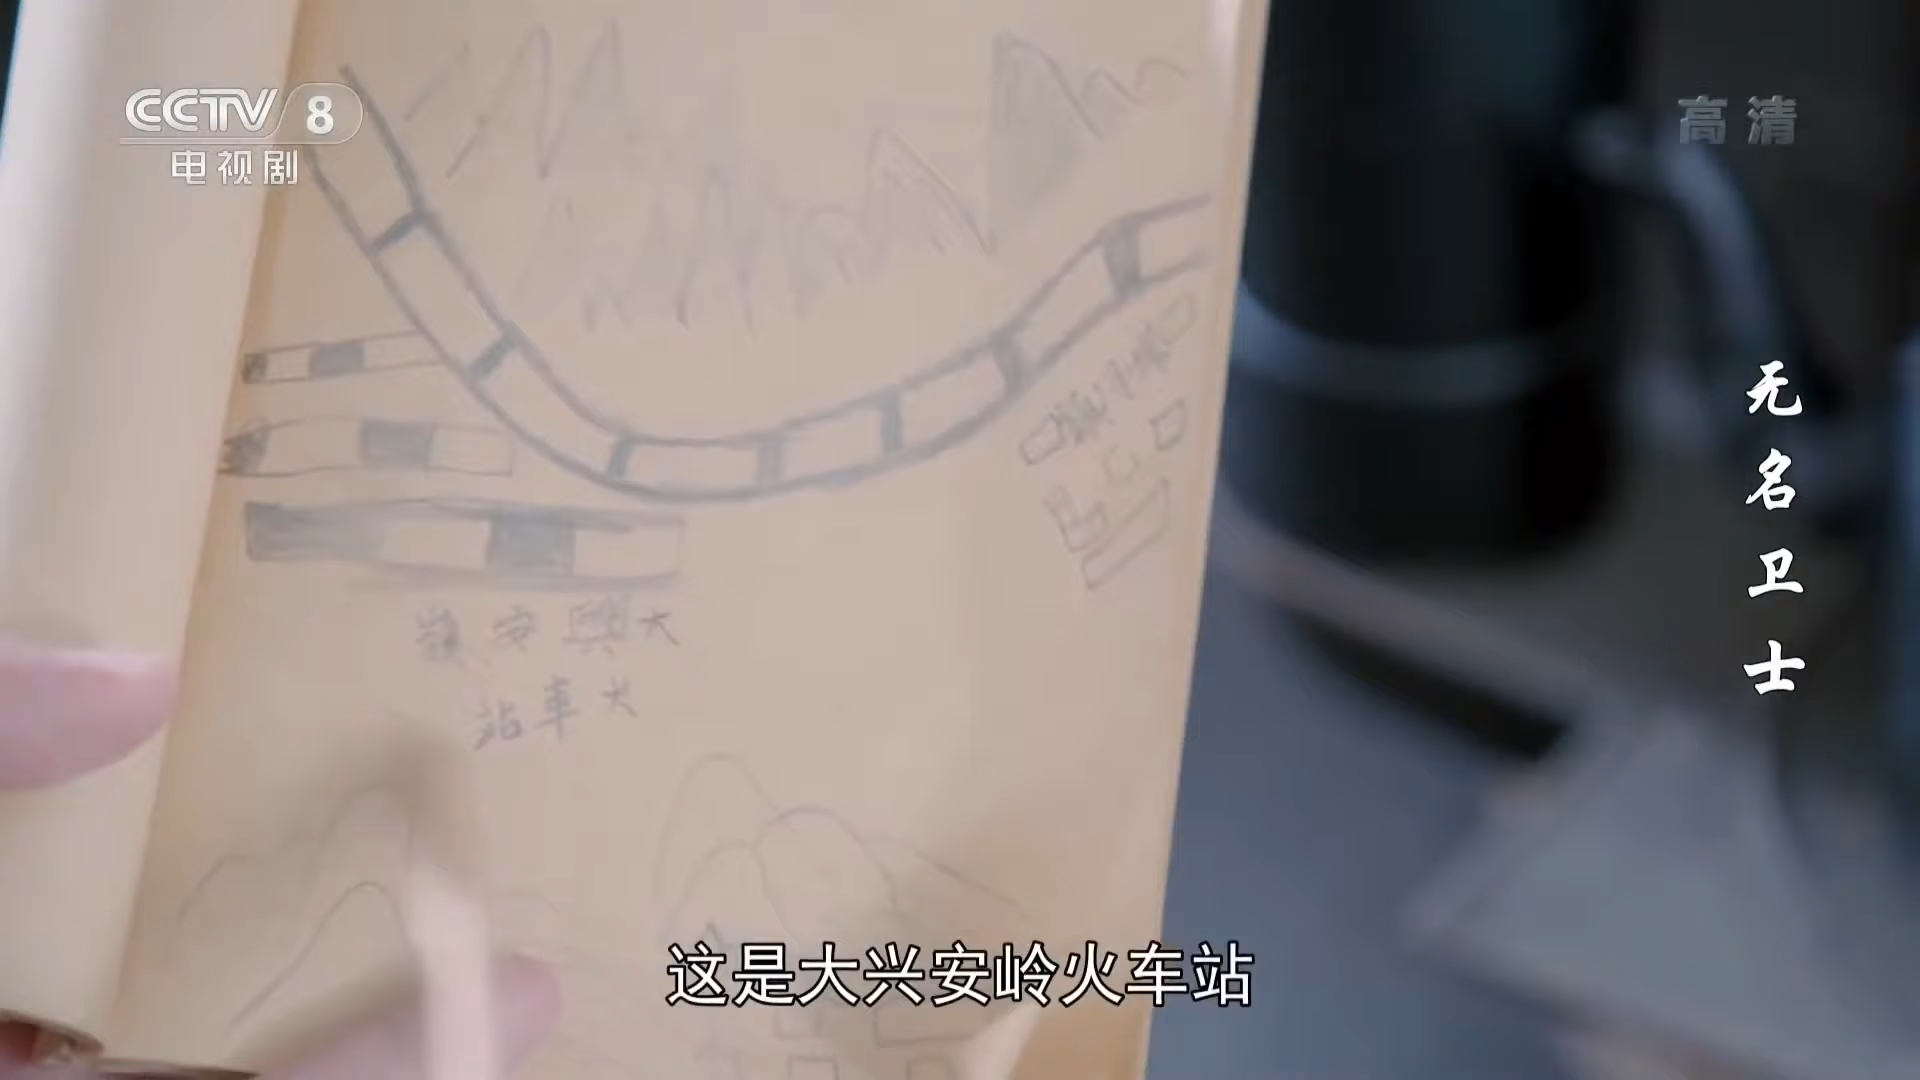 CCTV 8
电视剧
高清
无名卫士
嶺安興大
站車火
这是大兴安岭火车站